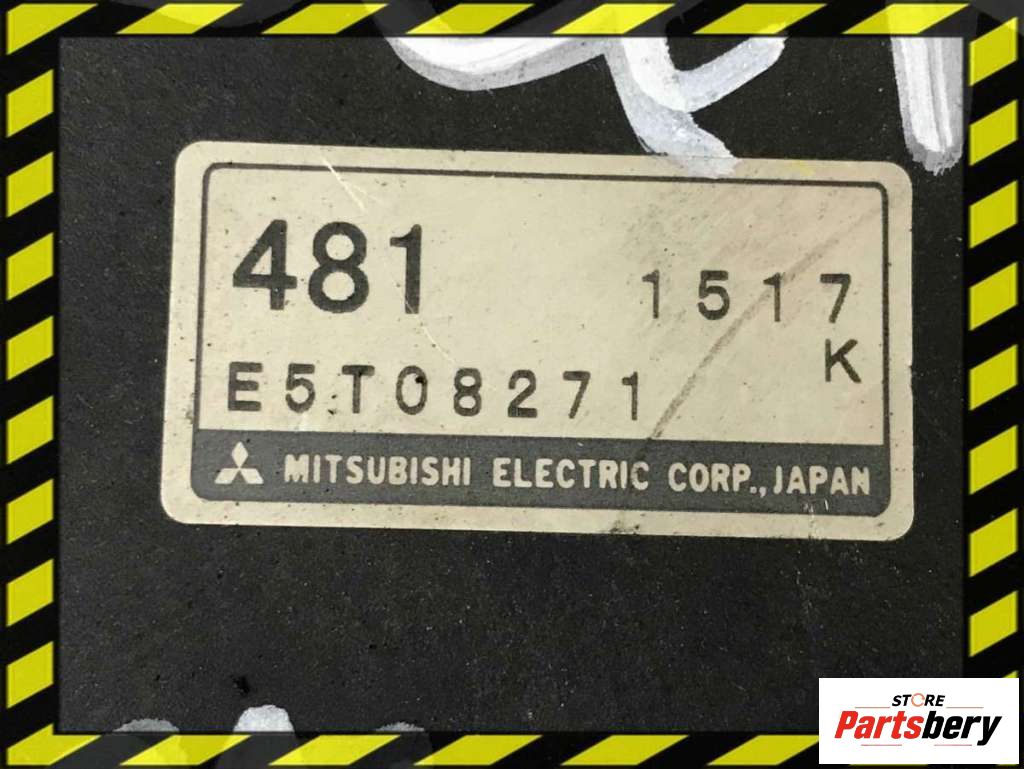 481
1517
K
E5T08271
MITSUBISHI ELECTRIC CORP., JAPAN
STORE
Partsbery